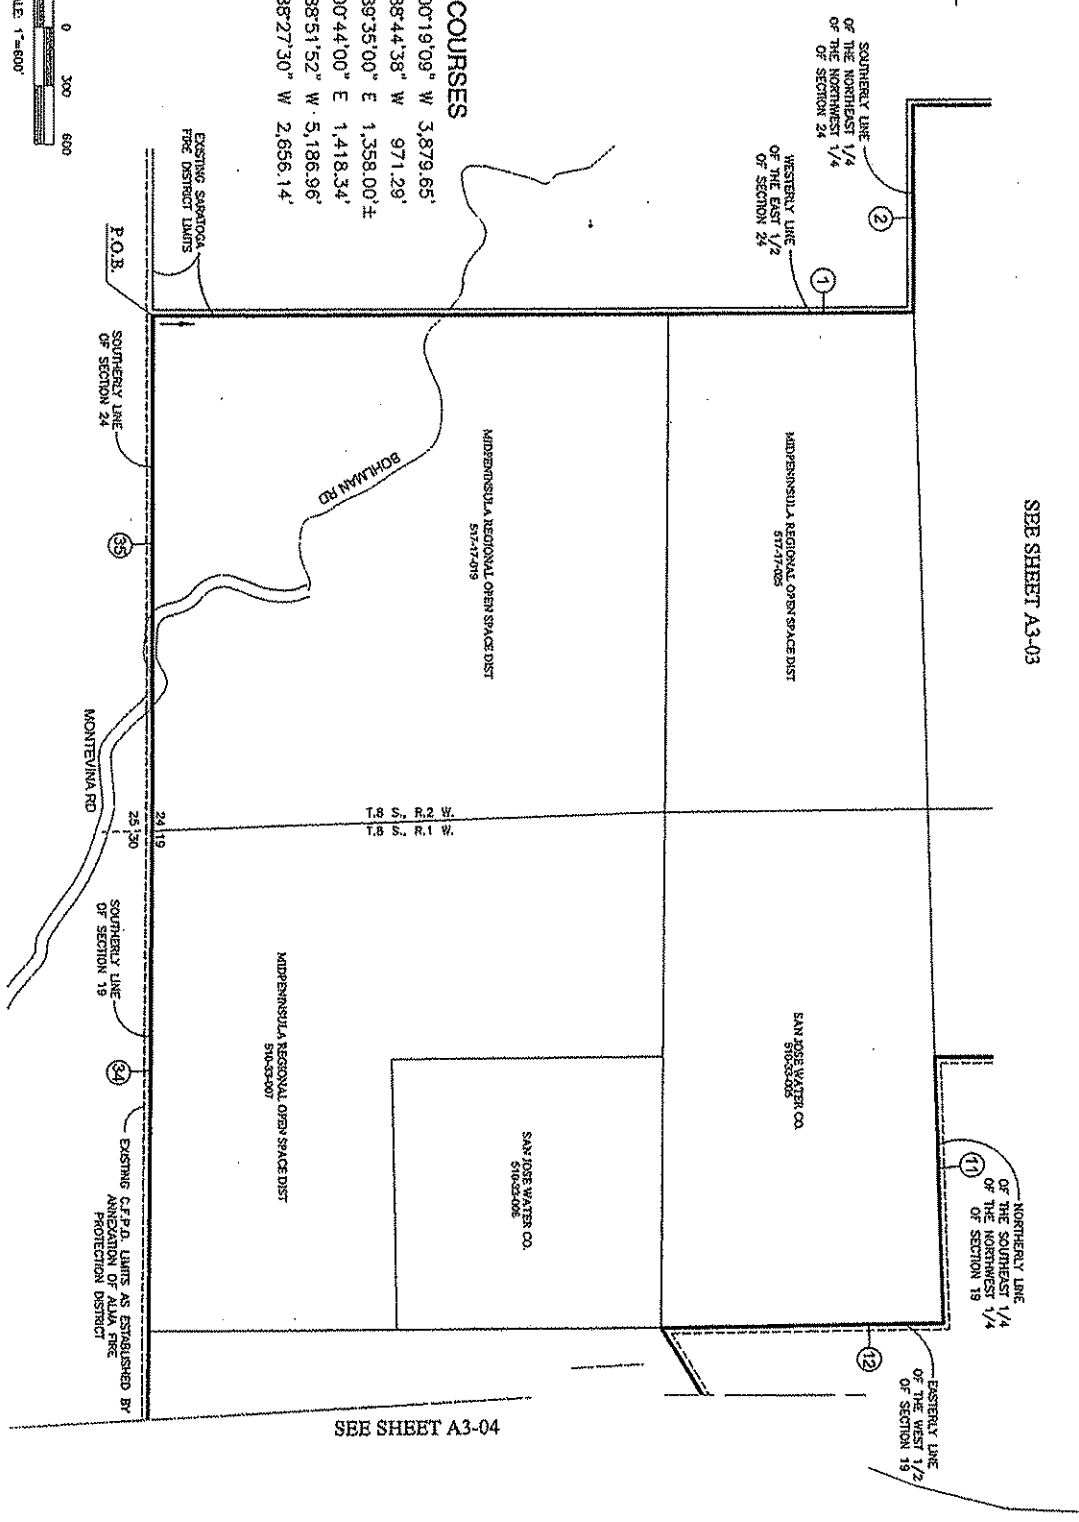 SEE SHEET A3-03
SOUTHERLY LINE
OF THE NORTHEAST 1/4
OF THE NORTHWEST 1/4
OF SECTION 24
2
WESTERLY LINE
OF THE EAST 1/2
OF SECTION 24
1
COURSES
00°19'09" W 3,879.65'
38°44'38" W 971.29'
39°35'00" E 1,358.00'±
00°44'00" E 1,418.34'
38°51'52" W 5,186.96'
38°27'30" W 2,656.14'
0 300 600
LE: 1"=600'
EXISTING SARATOGA
FIRE DISTRICT LIMITS
P.O.B.
SOUTHERLY LINE
OF SECTION 24
35
BOHLMAN RD
MIDPENINSULA REGIONAL OPEN SPACE DIST
517-17-025
MIDPENINSULA REGIONAL OPEN SPACE DIST
517-17-019
MONTEVINA RD
T.8 S., R.2 W.
T.8 S., R.1 W.
24 19
25 30
SOUTHERLY LINE
OF SECTION 19
34
MIDPENINSULA REGIONAL OPEN SPACE DIST
510-33-007
SAN JOSE WATER CO.
510-33-005
SAN JOSE WATER CO.
510-33-006
NORTHERLY LINE
OF THE SOUTHEAST 1/4
OF THE NORTHWEST 1/4
OF SECTION 19
11
EASTERLY LINE
OF THE WEST 1/2
OF SECTION 19
12
EXISTING C.F.P.D. LIMITS AS ESTABLISHED BY
ANNEXATION OF ALMA FIRE
PROTECTION DISTRICT
SEE SHEET A3-04